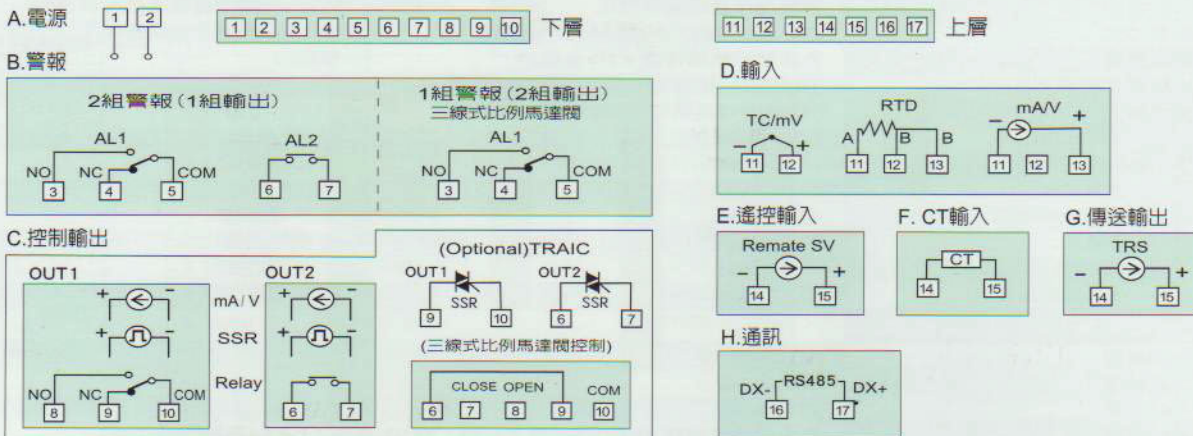 A.電源 1 2
1 2 3 4 5 6 7 8 9 10 下層
11 12 13 14 15 16 17 上層
B.警報
2組警報(1組輸出)
AL1
NO NC COM
3 4 5
AL2
6 7
1組警報(2組輸出)
三線式比例馬達閥
AL1
NO NC COM
3 4 5
C.控制輸出
OUT1
+ -
+ -
NO NC COM
8 9 10
mA/V
SSR
Relay
OUT2
+ -
+ -
6 7
(Optional)TRAIC
OUT1
SSR
9 10
OUT2
SSR
6 7
(三線式比例馬達閥控制)
CLOSE OPEN COM
6 7 8 9 10
D.輸入
TC/mV
- +
11 12
RTD
A B B
11 12 13
mA/V
- +
11 12 13
E.遙控輸入
Remate SV
- +
14 15
F. CT輸入
CT
14 15
G.傳送輸出
TRS
- +
14 15
H.通訊
DX- RS485 DX+
16 17